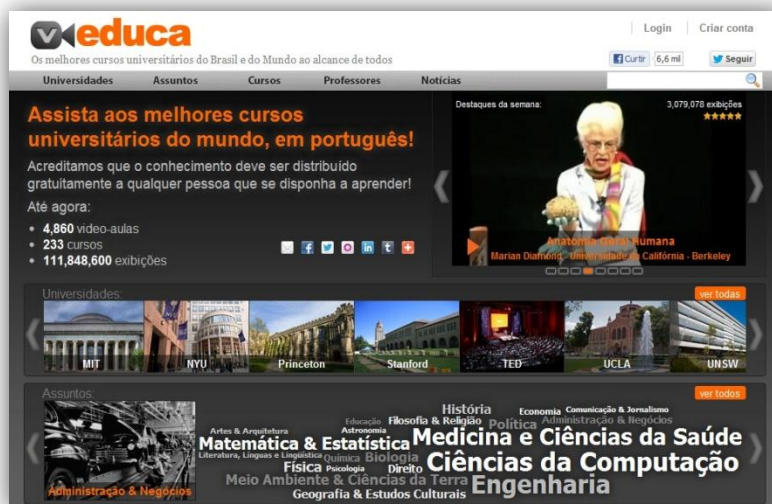 veduca
Login Criar conta
Os melhores cursos universitários do Brasil e do Mundo ao alcance de todos
Curtir 6,6 mil Seguir
Universidades Assuntos Cursos Professores Notícias
Assista aos melhores cursos
universitários do mundo, em português!
Acreditamos que o conhecimento deve ser distribuído
gratuitamente a qualquer pessoa que se disponha a aprender!
Até agora:
4,860 video-aulas
233 cursos
111,848,600 exibições
Destaques da semana: 3,079,078 exibições
Anatomia Geral Humana
Marian Diamond - Universidade da Califórnia - Berkeley
Universidades: ver todas
MIT NYU Princeton Stanford TED UCLA UNSW
Assuntos: ver todos
Administração & Negócios
História Economia Comunicação & Jornalismo
Educação Filosofia & Religião Política Administração & Negócios
Artes & Arquitetura Astronomia
Matemática & Estatística Medicina e Ciências da Saúde
Literatura, Línguas e Linguística Química Biologia
Física Psicologia Direito Ciências da Computação
Meio Ambiente & Ciências da Terra Engenharia
Geografia & Estudos Culturais